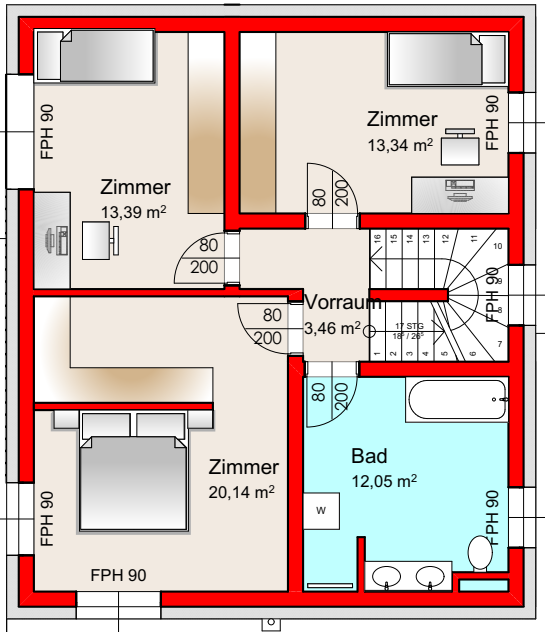 FPH 90
FPH 90
Zimmer
13,34 m²
Zimmer
13,39 m²
80
200
80
200
16
15
14
13
12
11
10
9
8
7
FPH 90
Vorraum
3,46 m²
80
200
17 STG
18⁵ / 26⁵
1
2
3
4
5
6
80
200
Bad
12,05 m²
Zimmer
20,14 m²
W
FPH 90
FPH 90
FPH 90